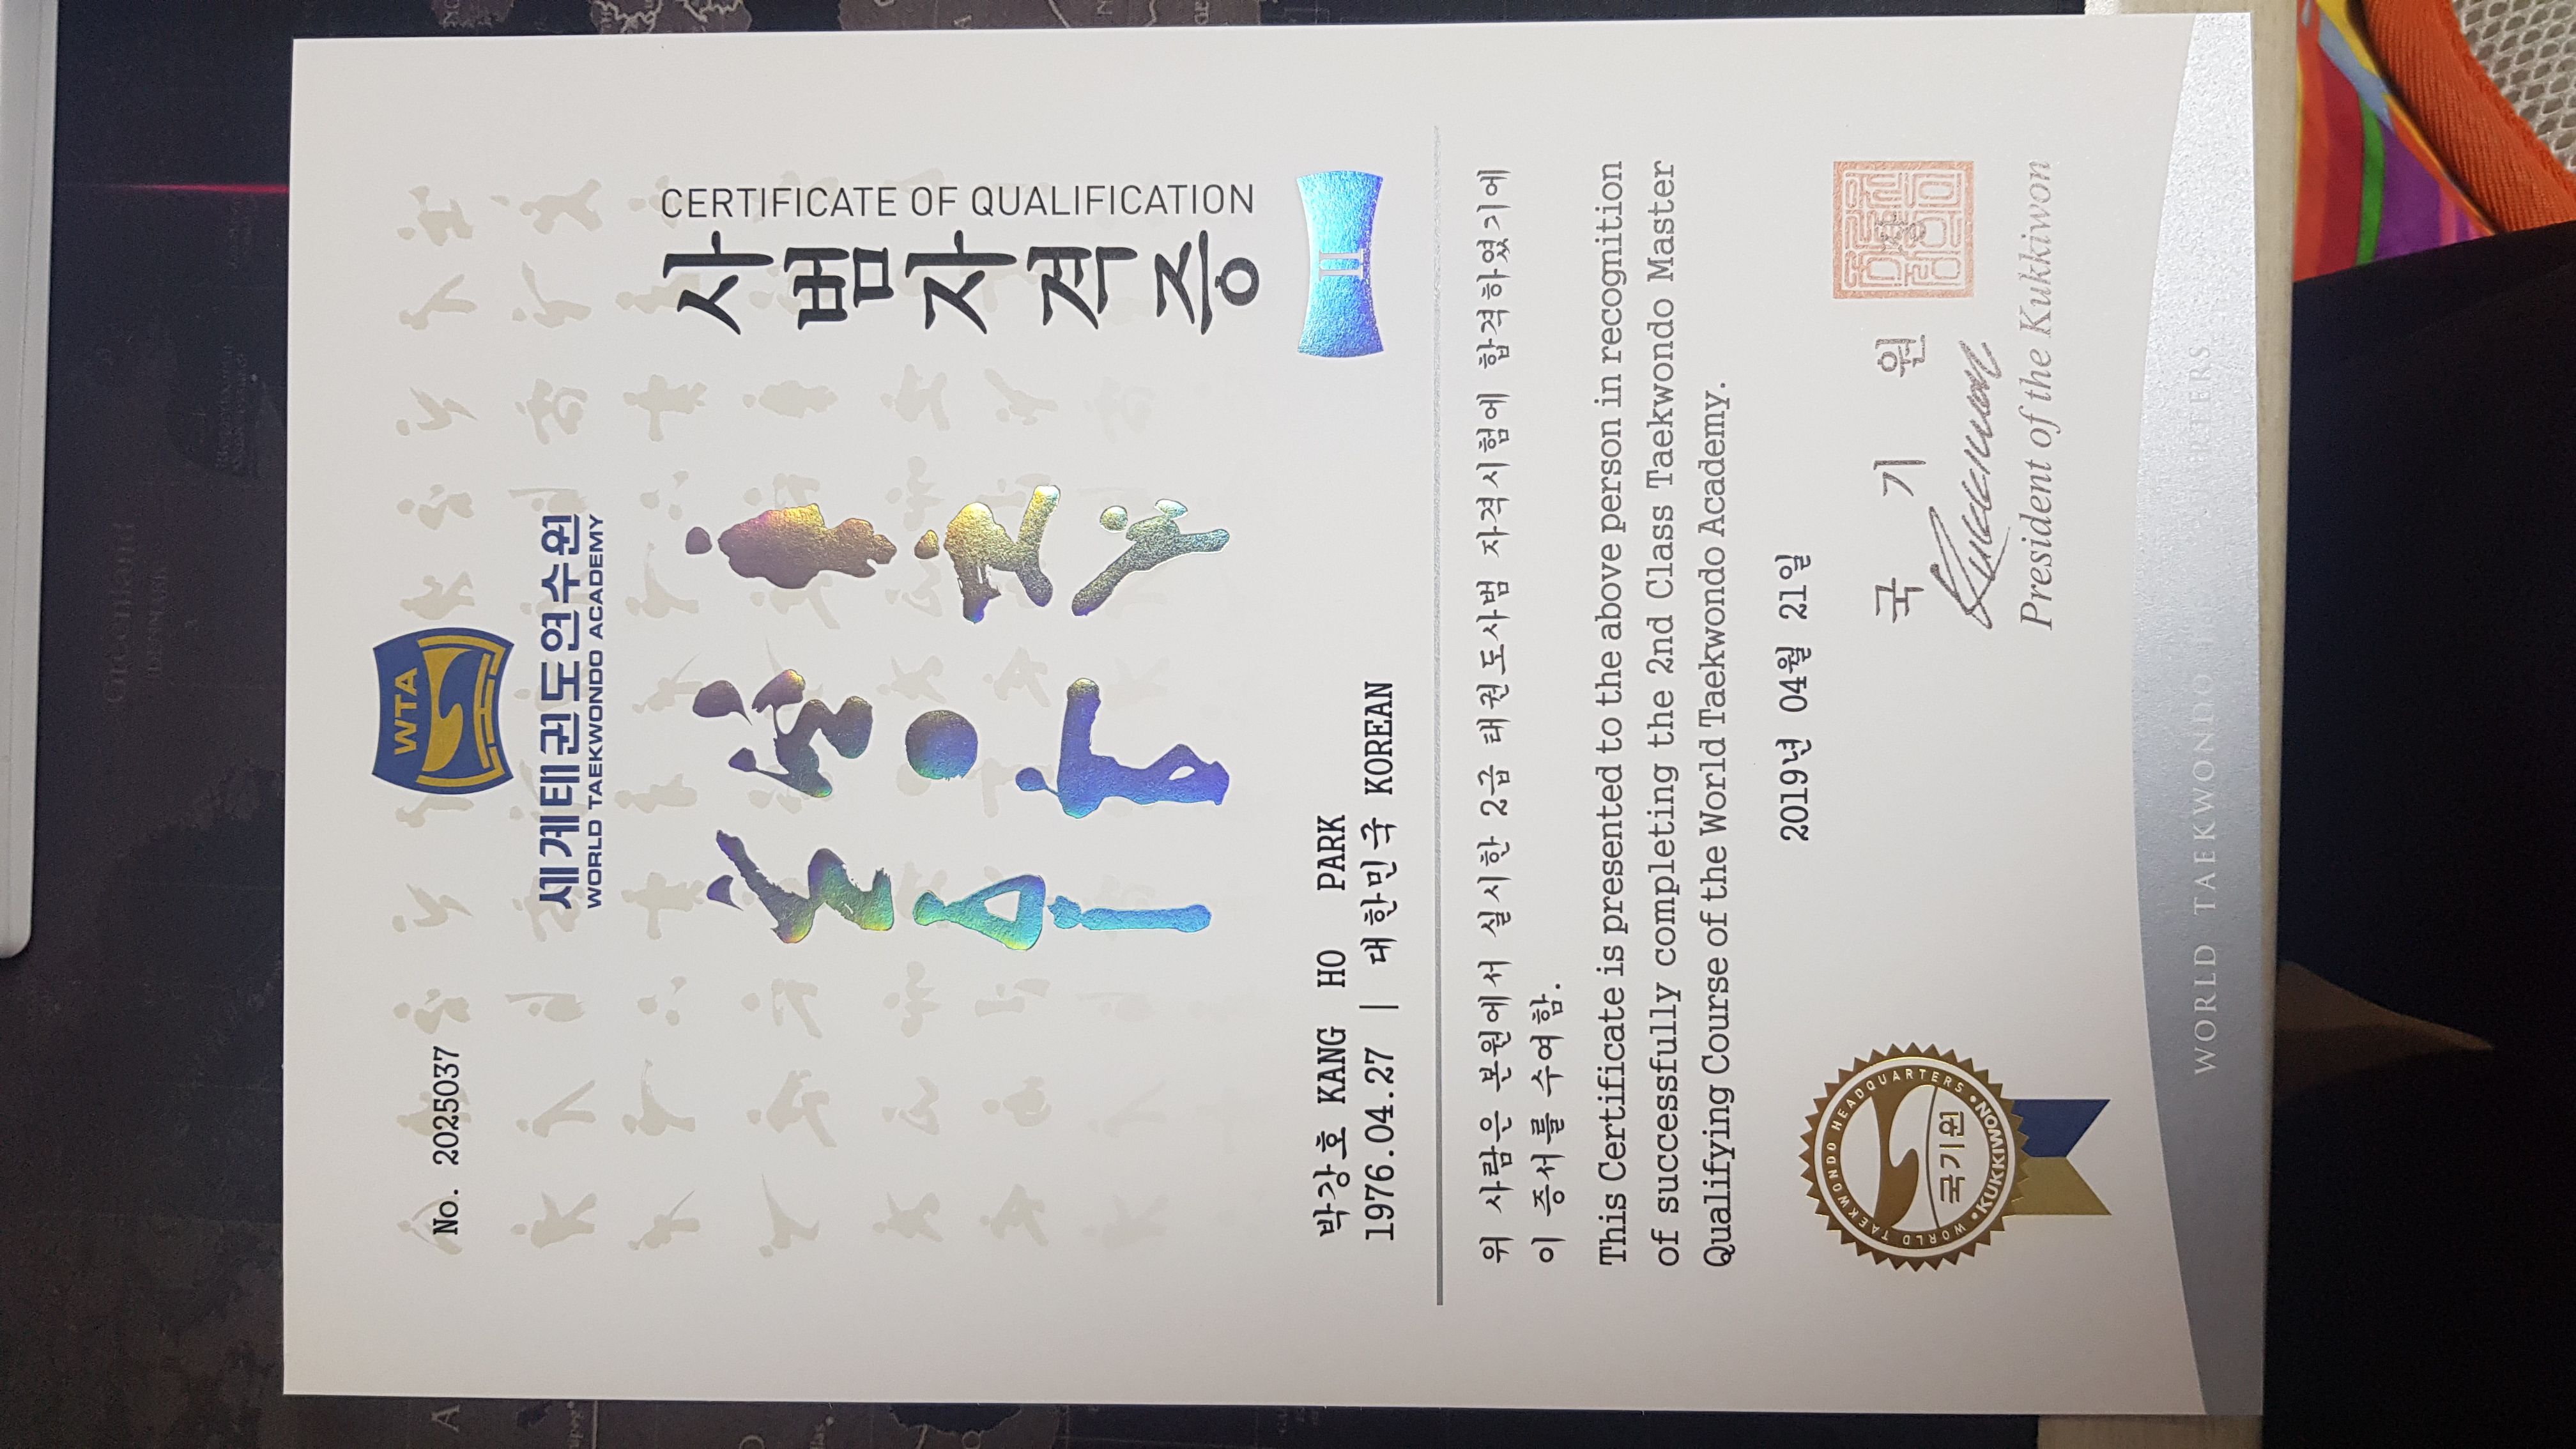 No. 2025037
WTA
세계태권도연수원
WORLD TAEKWONDO ACADEMY
태권도
사범자격증
CERTIFICATE OF QUALIFICATION
II
박강호 KANG HO PARK
1976.04.27 | 대한민국 KOREAN
위 사람은 본원에서 실시한 2급 태권도사범 자격시험에 합격하였기에
이 증서를 수여함.
This Certificate is presented to the above person in recognition
of successfully completing the 2nd Class Taekwondo Master
Qualifying Course of the World Taekwondo Academy.
2019년 04월 21일
국 기 원
Kukkiwon
President of the Kukkiwon
WORLD TAEKWONDO HEADQUARTERS • KUKKIWON •
국기원
WORLD TAEKWONDO HEADQUARTERS